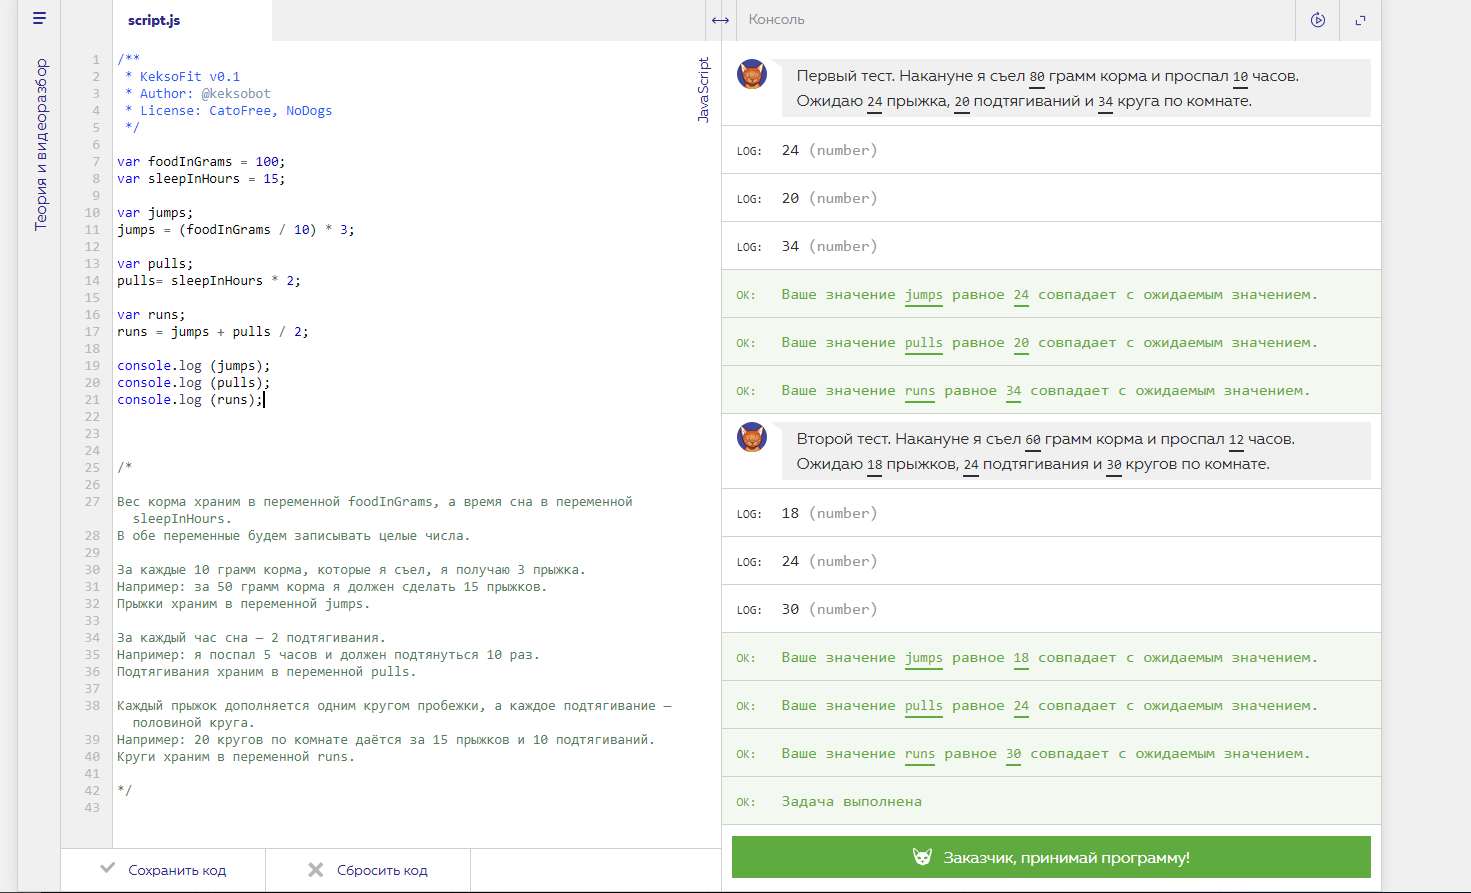 script.js
Консоль
Теория и видеоразбор
JavaScript
1 /**
2 * KeksoFit v0.1
3 * Author: @keksobot
4 * License: CatoFree, NoDogs
5 */
6
7 var foodInGrams = 100;
8 var sleepInHours = 15;
9
10 var jumps;
11 jumps = (foodInGrams / 10) * 3;
12
13 var pulls;
14 pulls= sleepInHours * 2;
15
16 var runs;
17 runs = jumps + pulls / 2;
18
19 console.log (jumps);
20 console.log (pulls);
21 console.log (runs);
22
23
24
25 /*
26
27 Вес корма храним в переменной foodInGrams, а время сна в переменной
sleepInHours.
28 В обе переменные будем записывать целые числа.
29
30 За каждые 10 грамм корма, которые я съел, я получаю 3 прыжка.
31 Например: за 50 грамм корма я должен сделать 15 прыжков.
32 Прыжки храним в переменной jumps.
33
34 За каждый час сна — 2 подтягивания.
35 Например: я поспал 5 часов и должен подтянуться 10 раз.
36 Подтягивания храним в переменной pulls.
37
38 Каждый прыжок дополняется одним кругом пробежки, а каждое подтягивание —
половиной круга.
39 Например: 20 кругов по комнате даётся за 15 прыжков и 10 подтягиваний.
40 Круги храним в переменной runs.
41
42 */
43
Сохранить код
Сбросить код
Первый тест. Накануне я съел 80 грамм корма и проспал 10 часов.
Ожидаю 24 прыжка, 20 подтягиваний и 34 круга по комнате.
LOG: 24 (number)
LOG: 20 (number)
LOG: 34 (number)
OK: Ваше значение jumps равное 24 совпадает с ожидаемым значением.
OK: Ваше значение pulls равное 20 совпадает с ожидаемым значением.
OK: Ваше значение runs равное 34 совпадает с ожидаемым значением.
Второй тест. Накануне я съел 60 грамм корма и проспал 12 часов.
Ожидаю 18 прыжков, 24 подтягивания и 30 кругов по комнате.
LOG: 18 (number)
LOG: 24 (number)
LOG: 30 (number)
OK: Ваше значение jumps равное 18 совпадает с ожидаемым значением.
OK: Ваше значение pulls равное 24 совпадает с ожидаемым значением.
OK: Ваше значение runs равное 30 совпадает с ожидаемым значением.
OK: Задача выполнена
Заказчик, принимай программу!